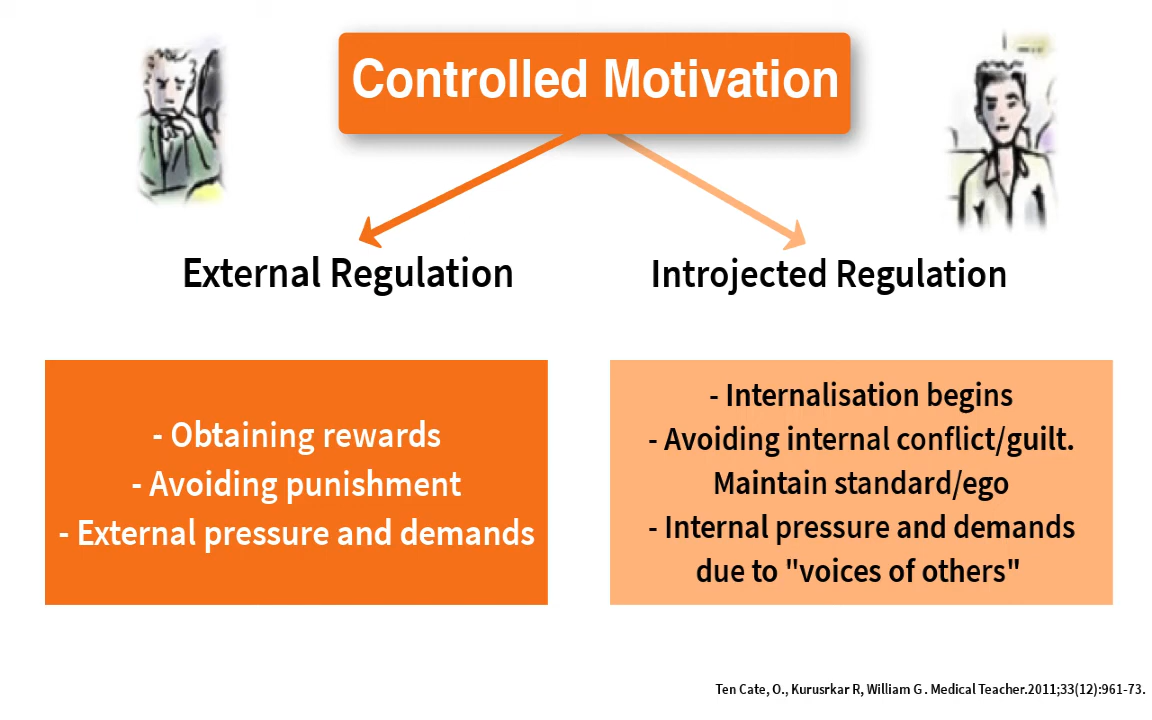 Controlled Motivation
External Regulation
Introjected Regulation
- Obtaining rewards
- Avoiding punishment
- External pressure and demands
- Internalisation begins
- Avoiding internal conflict/guilt.
Maintain standard/ego
- Internal pressure and demands
due to "voices of others"
Ten Cate, O., Kurusrkar R, William G . Medical Teacher.2011;33(12):961-73.